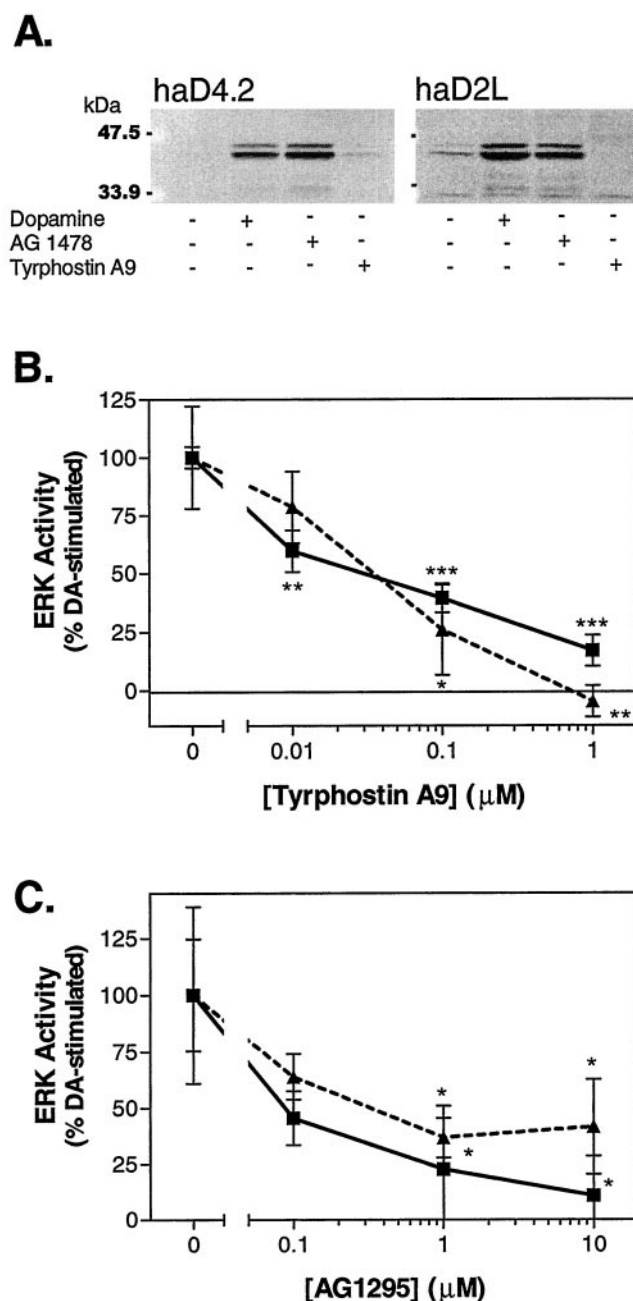 A.
haD4.2 haD2L
kDa
47.5
33.9
Dopamine - + - - - + - -
AG 1478 - - + - - - + -
Tyrphostin A9 - - - + - - - +
B.
ERK Activity
(% DA-stimulated)
125
100
75
50
25
0
**
***
*
***
**
0 0.01 0.1 1
[Tyrphostin A9] (μM)
C.
ERK Activity
(% DA-stimulated)
125
100
75
50
25
0
*
*
*
*
0 0.1 1 10
[AG1295] (μM)